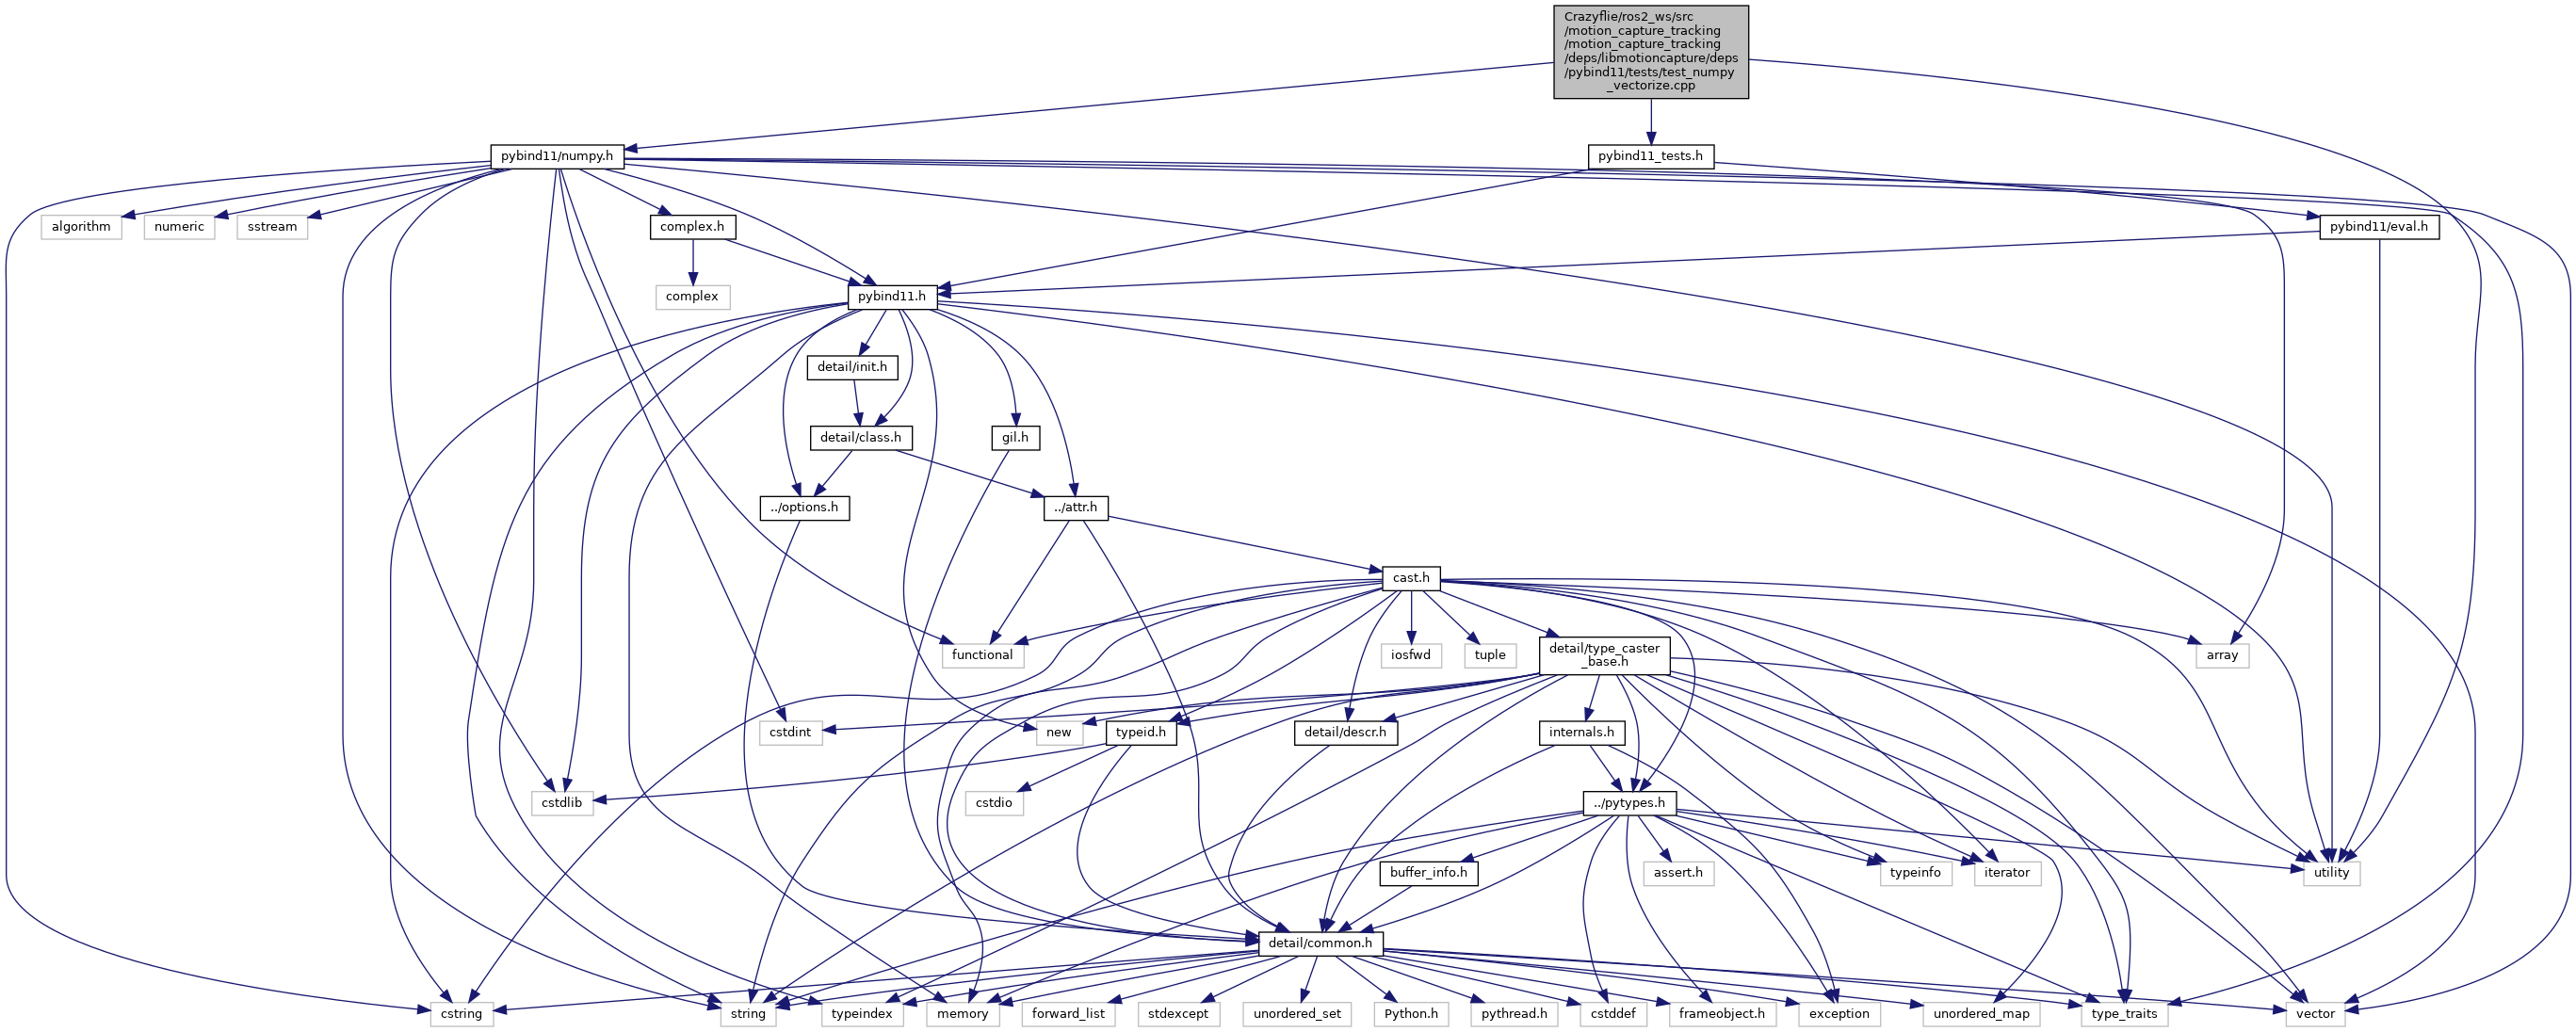 Crazyflie/ros2_ws/src
/motion_capture_tracking
/motion_capture_tracking
/deps/libmotioncapture/deps
/pybind11/tests/test_numpy
_vectorize.cpp
pybind11/numpy.h
pybind11_tests.h
algorithm
numeric
sstream
complex.h
pybind11/eval.h
complex
pybind11.h
detail/init.h
detail/class.h
gil.h
../options.h
../attr.h
cast.h
functional
iosfwd
tuple
detail/type_caster
_base.h
array
cstdint
new
typeid.h
detail/descr.h
internals.h
cstdlib
cstdio
../pytypes.h
buffer_info.h
assert.h
typeinfo
iterator
utility
detail/common.h
cstring
string
typeindex
memory
forward_list
stdexcept
unordered_set
Python.h
pythread.h
cstddef
frameobject.h
exception
unordered_map
type_traits
vector